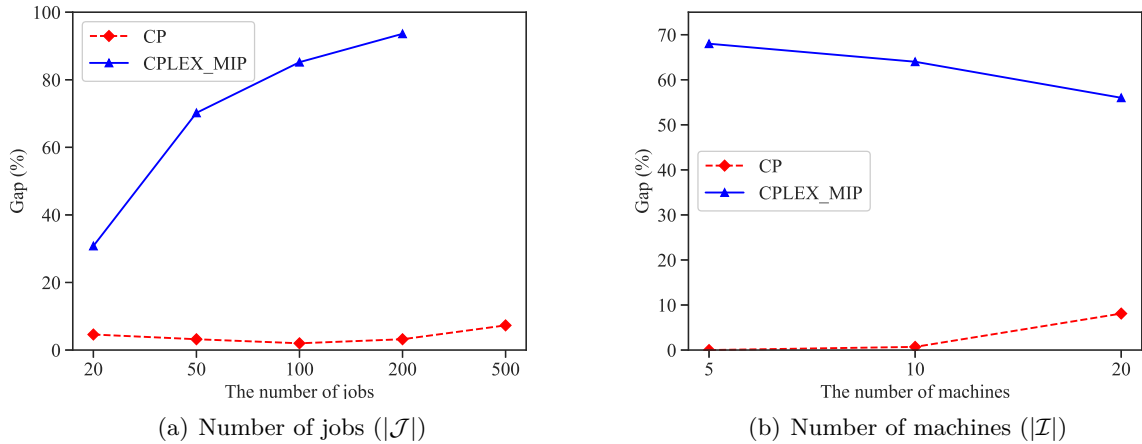 100
80
60
40
20
0
Gap (%)
CP
CPLEX_MIP
20 50 100 200 500
The number of jobs
(a) Number of jobs (|𝒥|)
70
60
50
40
30
20
10
0
Gap (%)
CP
CPLEX_MIP
5 10 20
The number of machines
(b) Number of machines (|ℐ|)